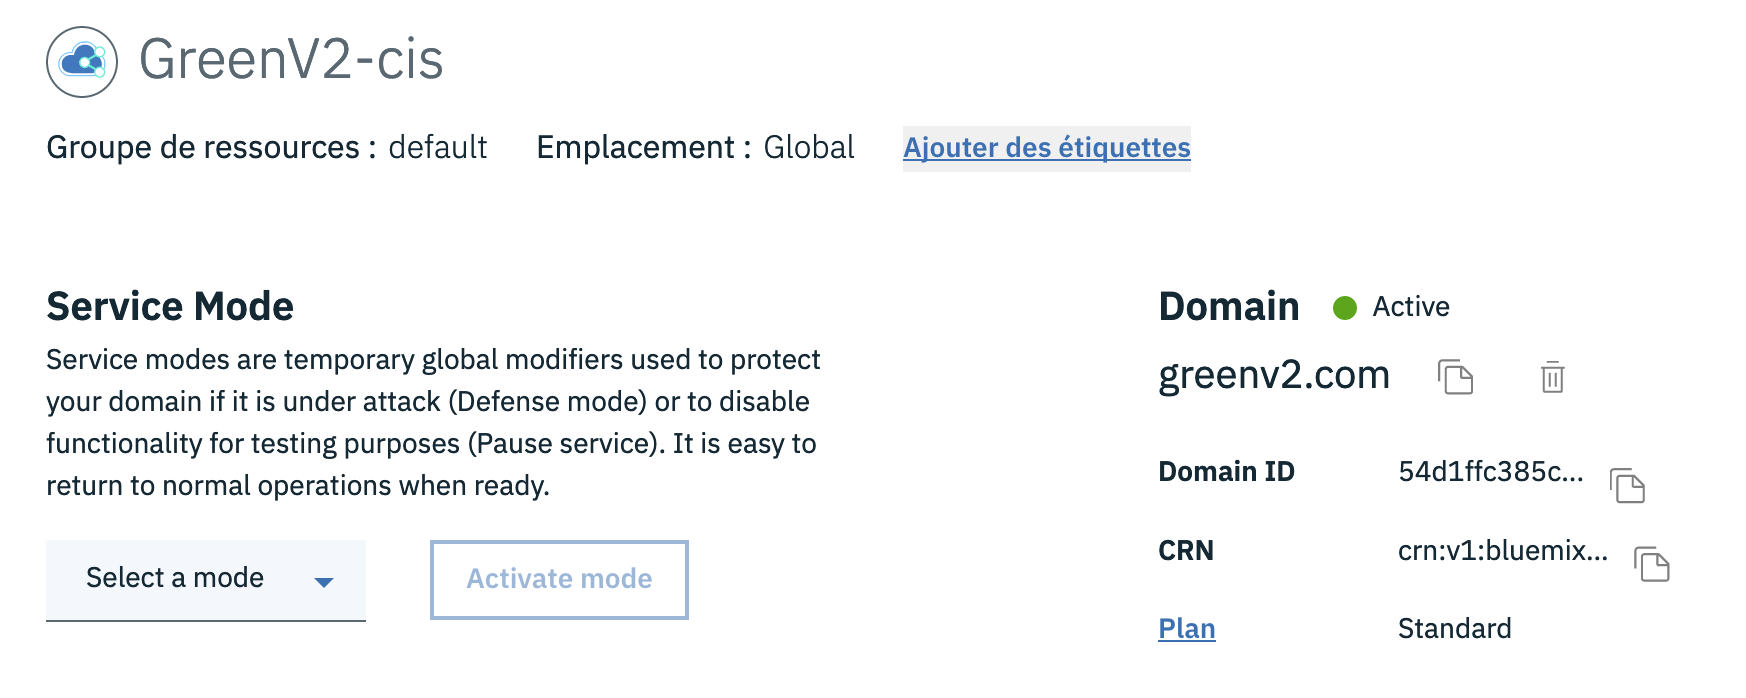 GreenV2-cis
Groupe de ressources : default Emplacement : Global Ajouter des étiquettes
Service Mode
Service modes are temporary global modifiers used to protect
your domain if it is under attack (Defense mode) or to disable
functionality for testing purposes (Pause service). It is easy to
return to normal operations when ready.
Select a mode Activate mode
Domain Active
greenv2.com
Domain ID 54d1ffc385c...
CRN crn:v1:bluemix...
Plan Standard